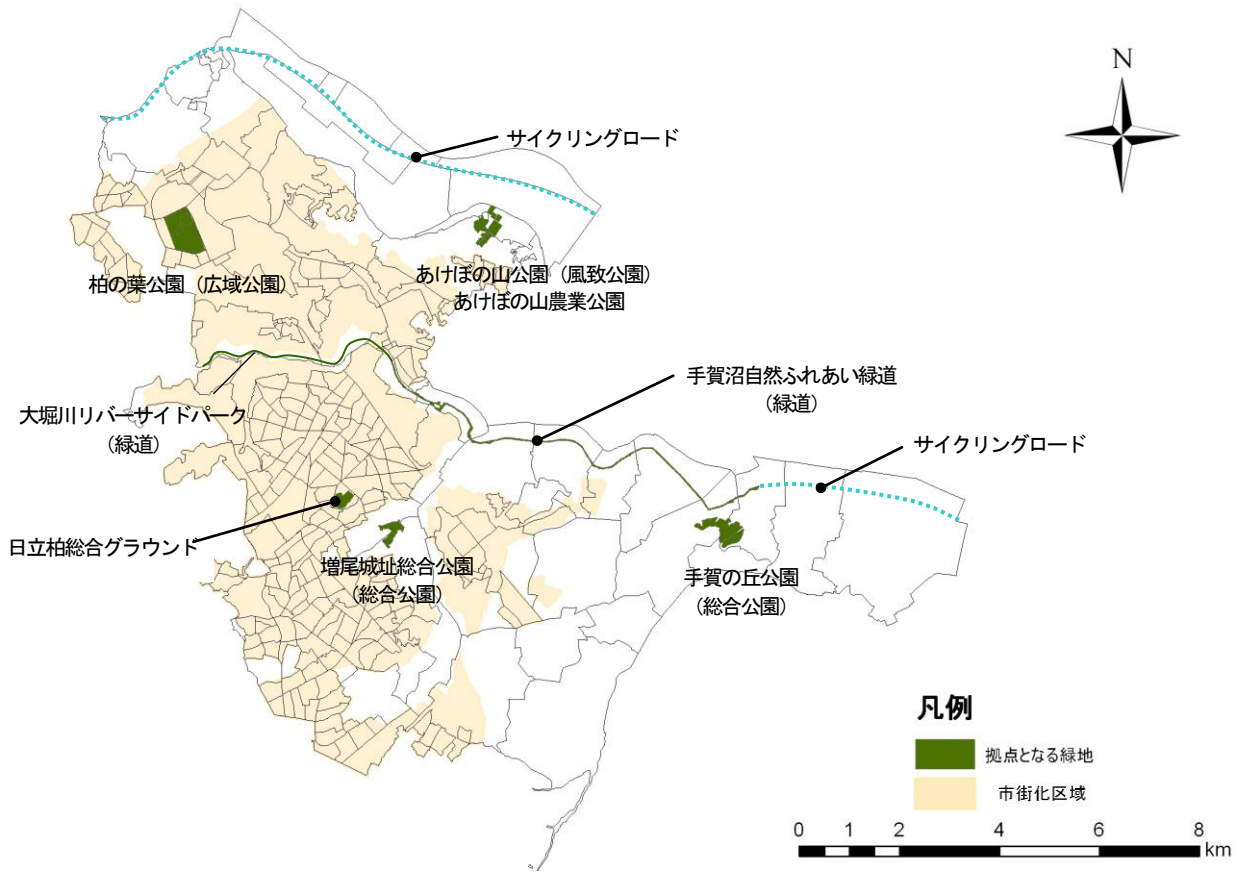 N
サイクリングロード
柏の葉公園（広域公園）
あけぼの山公園（風致公園）
あけぼの山農業公園
手賀沼自然ふれあい緑道
（緑道）
大堀川リバーサイドパーク
（緑道）
サイクリングロード
日立柏総合グラウンド
増尾城址総合公園
（総合公園）
手賀の丘公園
（総合公園）
凡例
拠点となる緑地
市街化区域
0 1 2 4 6 8
km